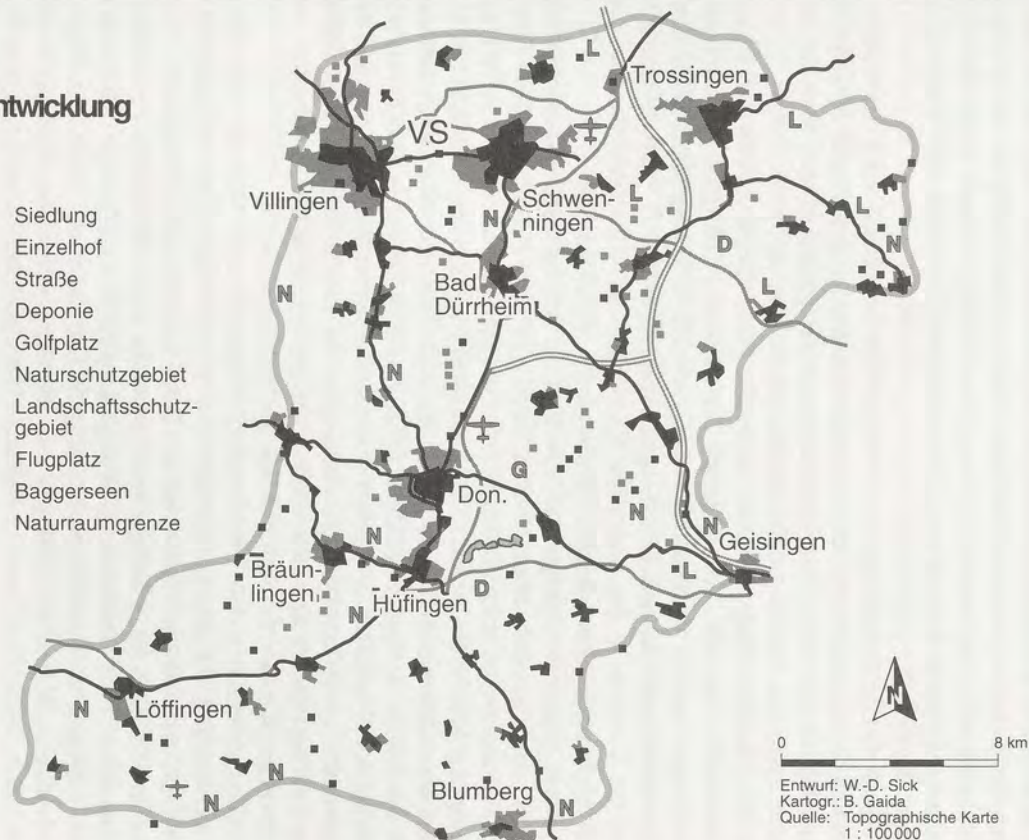 ntwicklung
Siedlung
Einzelhof
Straße
Deponie
Golfplatz
Naturschutzgebiet
Landschaftsschutz-
gebiet
Flugplatz
Baggerseen
Naturraumgrenze
L
Trossingen
L
VS
Villingen
Schwen-
ningen
N
L
L
D
N
Bad
Dürrheim
N
L
N
G
Don.
N
N
N
Geisingen
Bräun-
lingen
Hüfingen
D
L
N
N
Löffingen
N
N
Blumberg
N
N
0 8 km
Entwurf: W.-D. Sick
Kartogr.: B. Gaida
Quelle: Topographische Karte
1 : 100 000